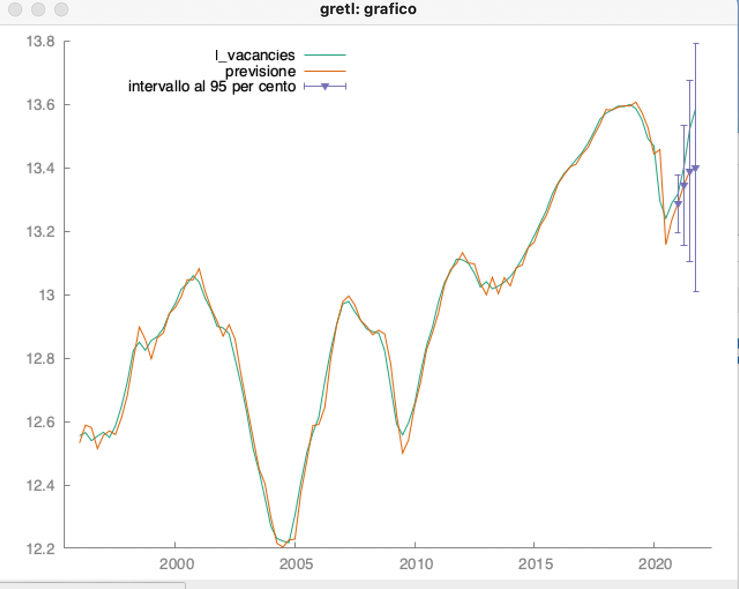 gretl: grafico
l_vacancies
previsione
intervallo al 95 per cento
13.8
13.6
13.4
13.2
13
12.8
12.6
12.4
12.2
2000 2005 2010 2015 2020